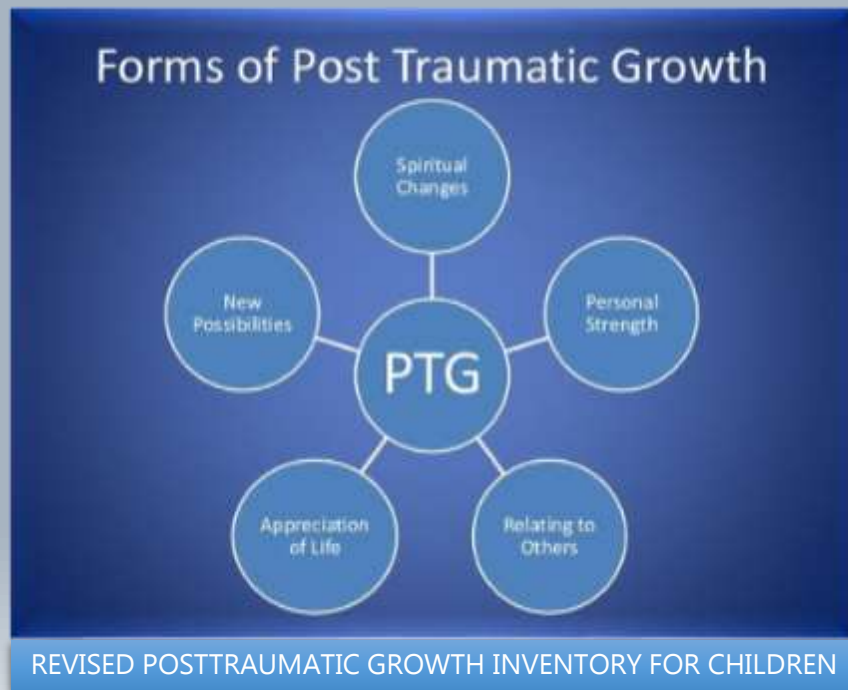 Forms of Post Traumatic Growth
Spiritual
Changes
Personal
Strength
Relating to
Others
Appreciation
of Life
New
Possibilities
PTG
REVISED POSTTRAUMATIC GROWTH INVENTORY FOR CHILDREN